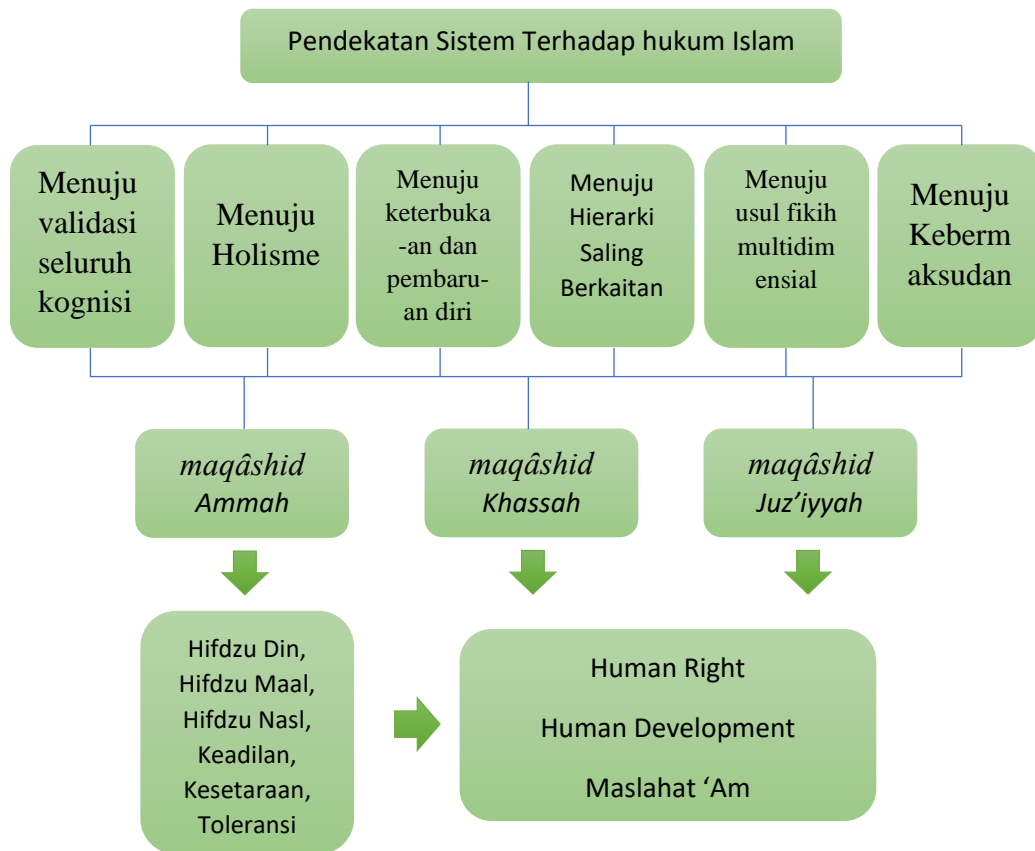 Pendekatan Sistem Terhadap hukum Islam
Menuju
validasi
seluruh
kognisi
Menuju
Holisme
Menuju
keterbuka
-an dan
pembaru-
an diri
Menuju
Hierarki
Saling
Berkaitan
Menuju
usul fikih
multidim
ensial
Menuju
Keberm
aksudan
maqâshid
Ammah
maqâshid
Khassah
maqâshid
Juz’iyyah
Hifdzu Din,
Hifdzu Maal,
Hifdzu Nasl,
Keadilan,
Kesetaraan,
Toleransi
Human Right
Human Development
Maslahat ‘Am